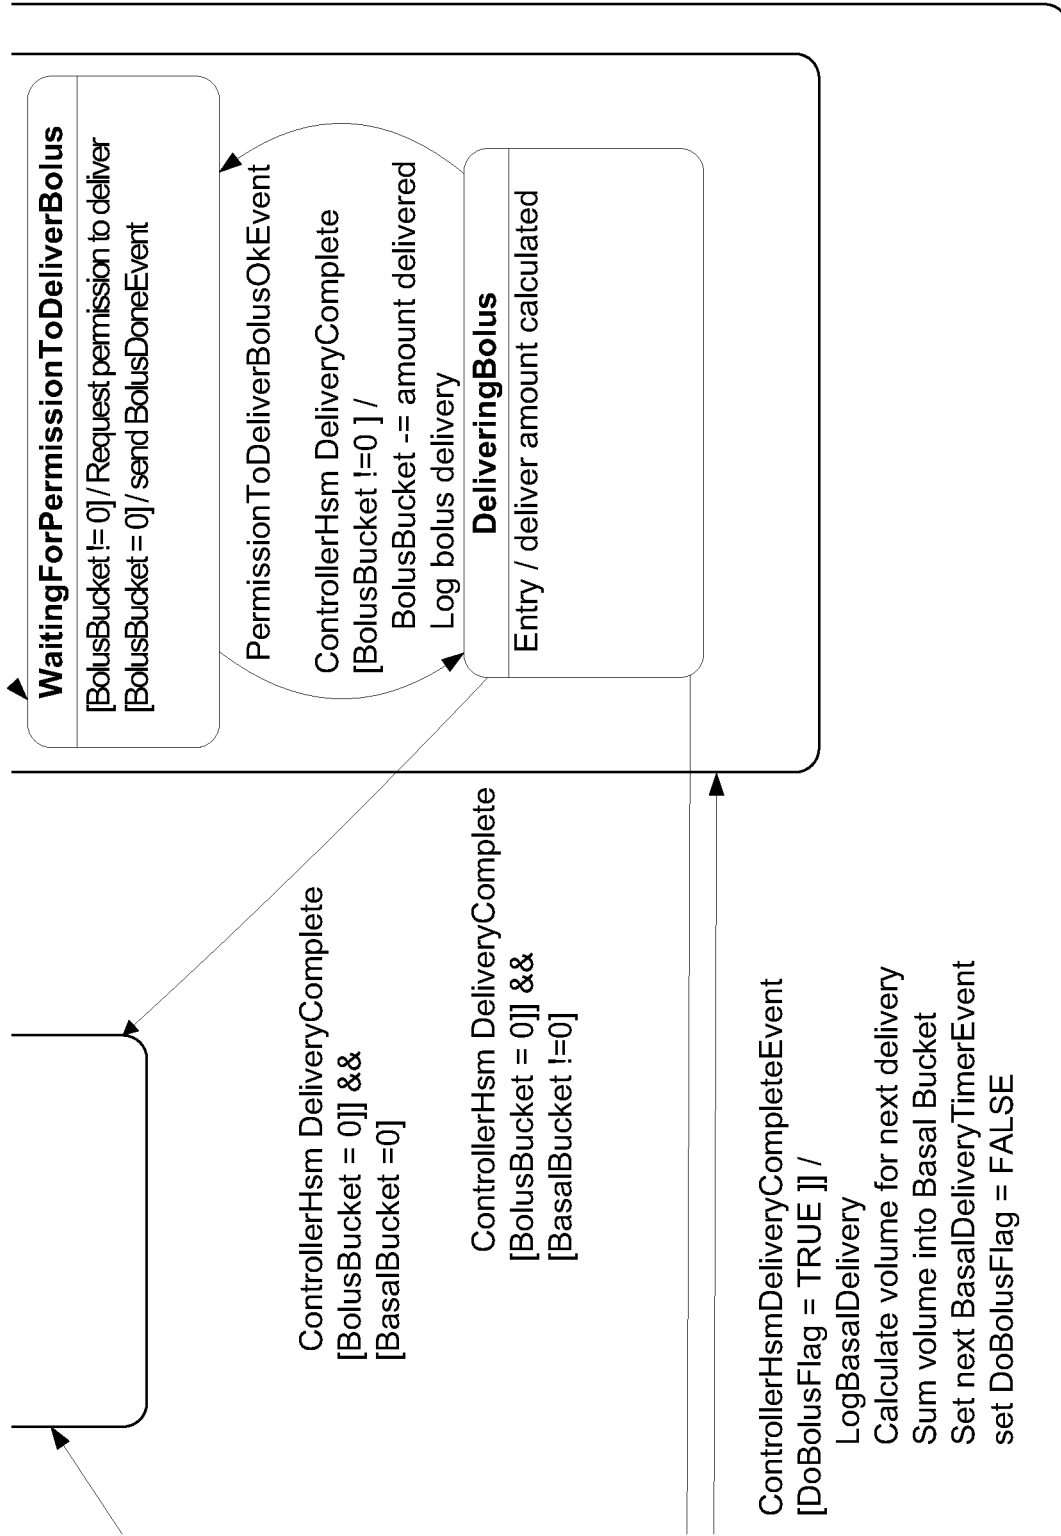 WaitingForPermissionToDeliverBolus
[BolusBucket != 0] / Request permission to deliver
[BolusBucket = 0] / send BolusDoneEvent
PermissionToDeliverBolusOkEvent
ControllerHsm DeliveryComplete
[BolusBucket !=0 ] /
BolusBucket -= amount delivered
Log bolus delivery
DeliveringBolus
Entry / deliver amount calculated
ControllerHsm DeliveryComplete
[BolusBucket = 0]] &&
[BasalBucket =0]
ControllerHsm DeliveryComplete
[BolusBucket = 0]] &&
[BasalBucket !=0]
ControllerHsmDeliveryCompleteEvent
[DoBolusFlag = TRUE ]] /
LogBasalDelivery
Calculate volume for next delivery
Sum volume into Basal Bucket
Set next BasalDeliveryTimerEvent
set DoBolusFlag = FALSE